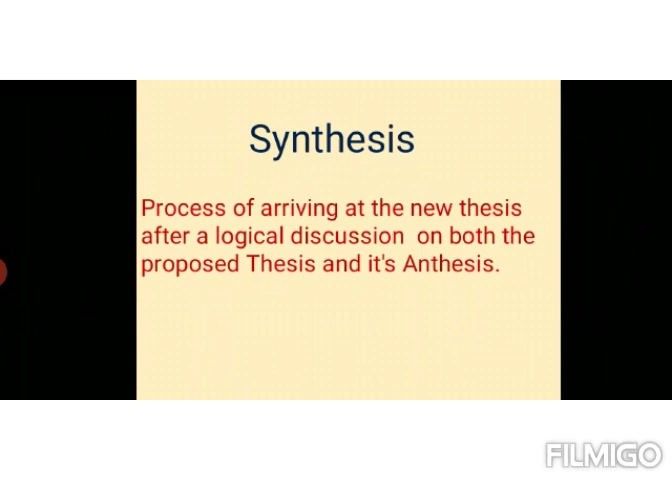 Synthesis
Process of arriving at the new thesis
after a logical discussion on both the
proposed Thesis and it's Anthesis.
FILMIGO